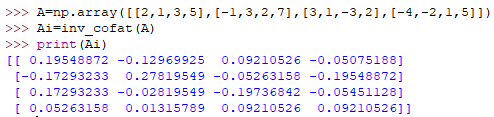 >>> A=np.array([[2,1,3,5],[-1,3,2,7],[3,1,-3,2],[-4,-2,1,5]])
>>> Ai=inv_cofat(A)
>>> print(Ai)
[[ 0.19548872 -0.12969925  0.09210526 -0.05075188]
 [-0.17293233  0.27819549 -0.05263158 -0.19548872]
 [ 0.17293233 -0.02819549 -0.19736842 -0.05451128]
 [ 0.05263158  0.01315789  0.09210526  0.09210526]]